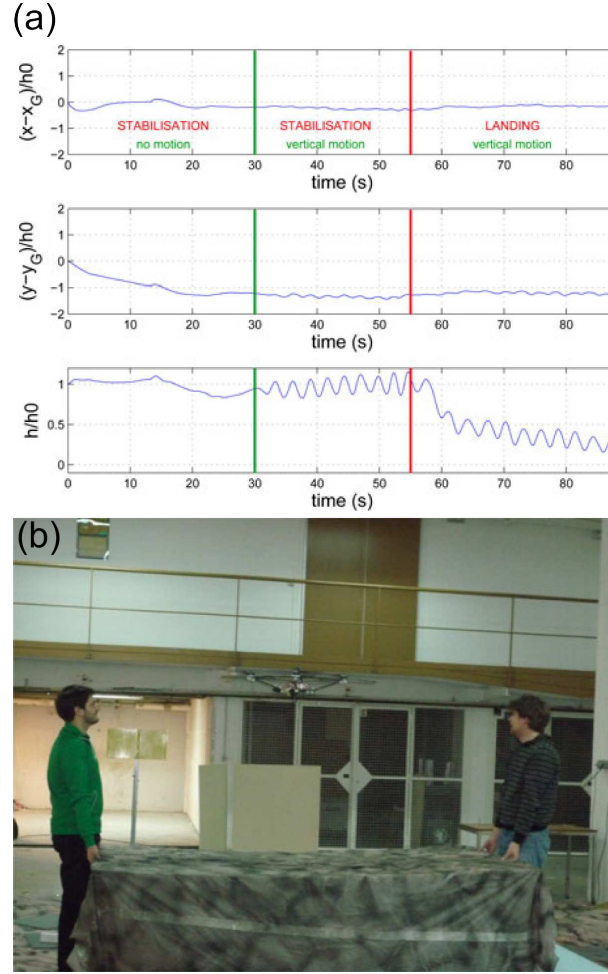 (a)
2
1
0
-1
-2
(x-x_G)/h0
STABILISATION
no motion
STABILISATION
vertical motion
LANDING
vertical motion
0 10 20 30 40 50 60 70 80
time (s)
2
1
0
-1
-2
(y-y_G)/h0
0 10 20 30 40 50 60 70 80
time (s)
1
0.5
0
h/h0
0 10 20 30 40 50 60 70 80
time (s)
(b)